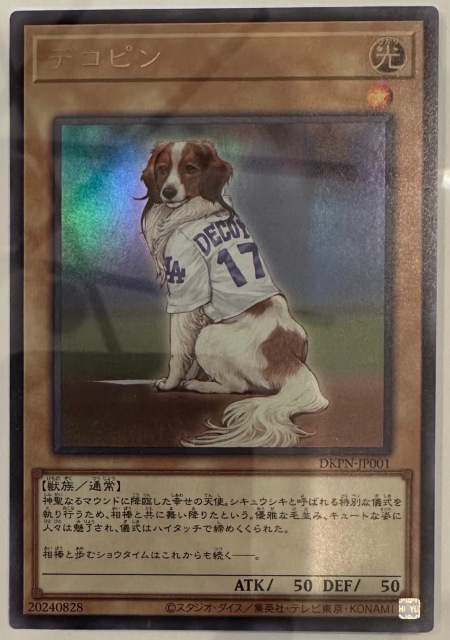 デコピン
光
LA
DECOY
17
DKPN-JP001
【獣族／通常】
神聖なるマウンドに降臨した幸せの天使。シキュウシキと呼ばれる特別な儀式を
執り行うため、相棒と共に舞い降りたという。優雅な毛並み、キュートな姿に
人々は魅了され、儀式はハイタッチで締めくくられた。
相棒と歩むショウタイムはこれからも続く──。
ATK/ 50 DEF/ 50
20240828
©スタジオ・ダイス／集英社・テレビ東京・KONAMI